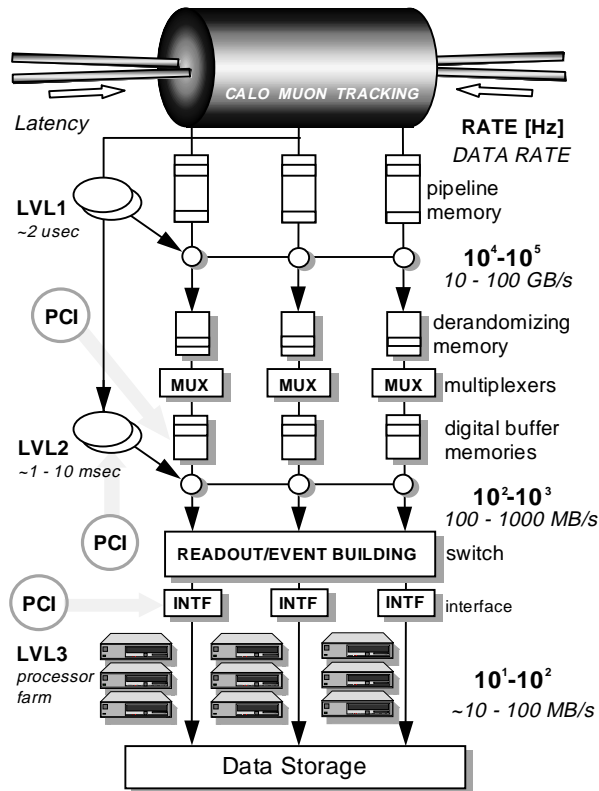 CALO MUON TRACKING
Latency
RATE [Hz]
DATA RATE
pipeline
memory
LVL1
~2 usec
10⁴-10⁵
10 - 100 GB/s
PCI
derandomizing
memory
MUX MUX MUX multiplexers
digital buffer
memories
LVL2
~1 - 10 msec
10²-10³
100 - 1000 MB/s
PCI
READOUT/EVENT BUILDING switch
PCI
INTF INTF INTF interface
LVL3
processor
farm
10¹-10²
~10 - 100 MB/s
Data Storage